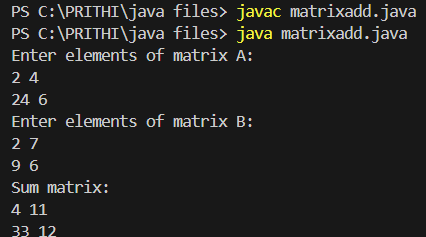 PS C:\PRITHI\java files> javac matrixadd.java
PS C:\PRITHI\java files> java matrixadd.java
Enter elements of matrix A:
2 4
24 6
Enter elements of matrix B:
2 7
9 6
Sum matrix:
4 11
33 12